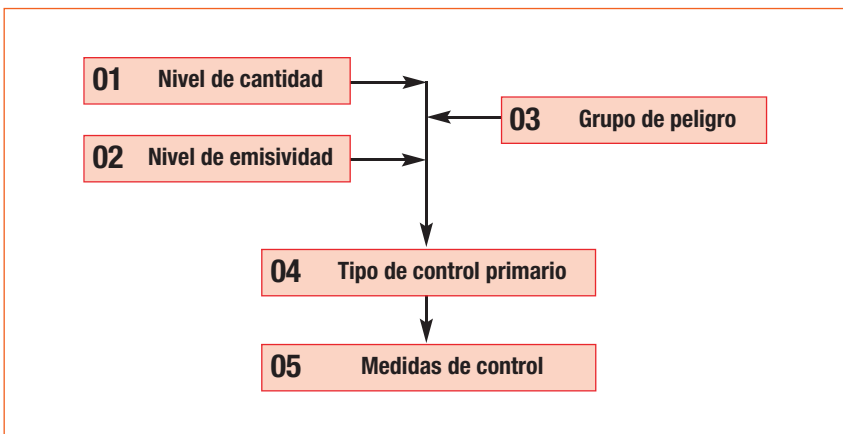 01 Nivel de cantidad
02 Nivel de emisividad
03 Grupo de peligro
04 Tipo de control primario
05 Medidas de control